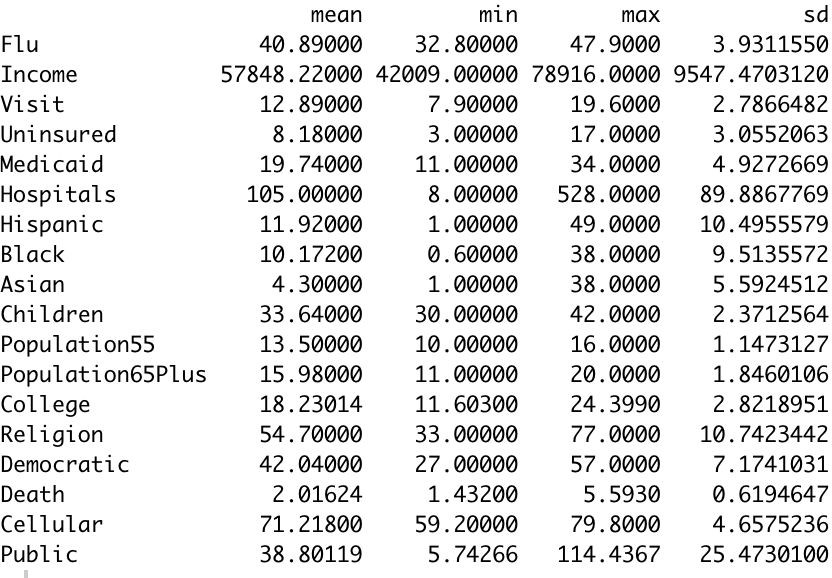 mean min max sd
Flu 40.89000 32.80000 47.9000 3.9311550
Income 57848.22000 42009.00000 78916.0000 9547.4703120
Visit 12.89000 7.90000 19.6000 2.7866482
Uninsured 8.18000 3.00000 17.0000 3.0552063
Medicaid 19.74000 11.00000 34.0000 4.9272669
Hospitals 105.00000 8.00000 528.0000 89.8867769
Hispanic 11.92000 1.00000 49.0000 10.4955579
Black 10.17200 0.60000 38.0000 9.5135572
Asian 4.30000 1.00000 38.0000 5.5924512
Children 33.64000 30.00000 42.0000 2.3712564
Population55 13.50000 10.00000 16.0000 1.1473127
Population65Plus 15.98000 11.00000 20.0000 1.8460106
College 18.23014 11.60300 24.3990 2.8218951
Religion 54.70000 33.00000 77.0000 10.7423442
Democratic 42.04000 27.00000 57.0000 7.1741031
Death 2.01624 1.43200 5.5930 0.6194647
Cellular 71.21800 59.20000 79.8000 4.6575236
Public 38.80119 5.74266 114.4367 25.4730100